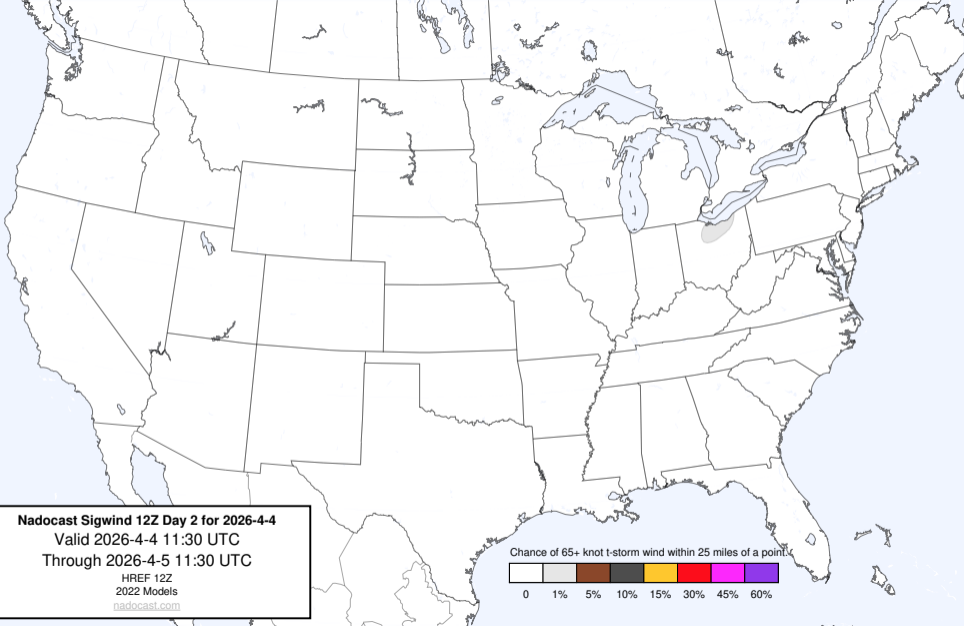 Nadocast Sigwind 12Z Day 2 for 2026-4-4
Valid 2026-4-4 11:30 UTC
Through 2026-4-5 11:30 UTC
HREF 12Z
2022 Models
nadocast.com
Chance of 65+ knot t-storm wind within 25 miles of a point.
0 1% 5% 10% 15% 30% 45% 60%